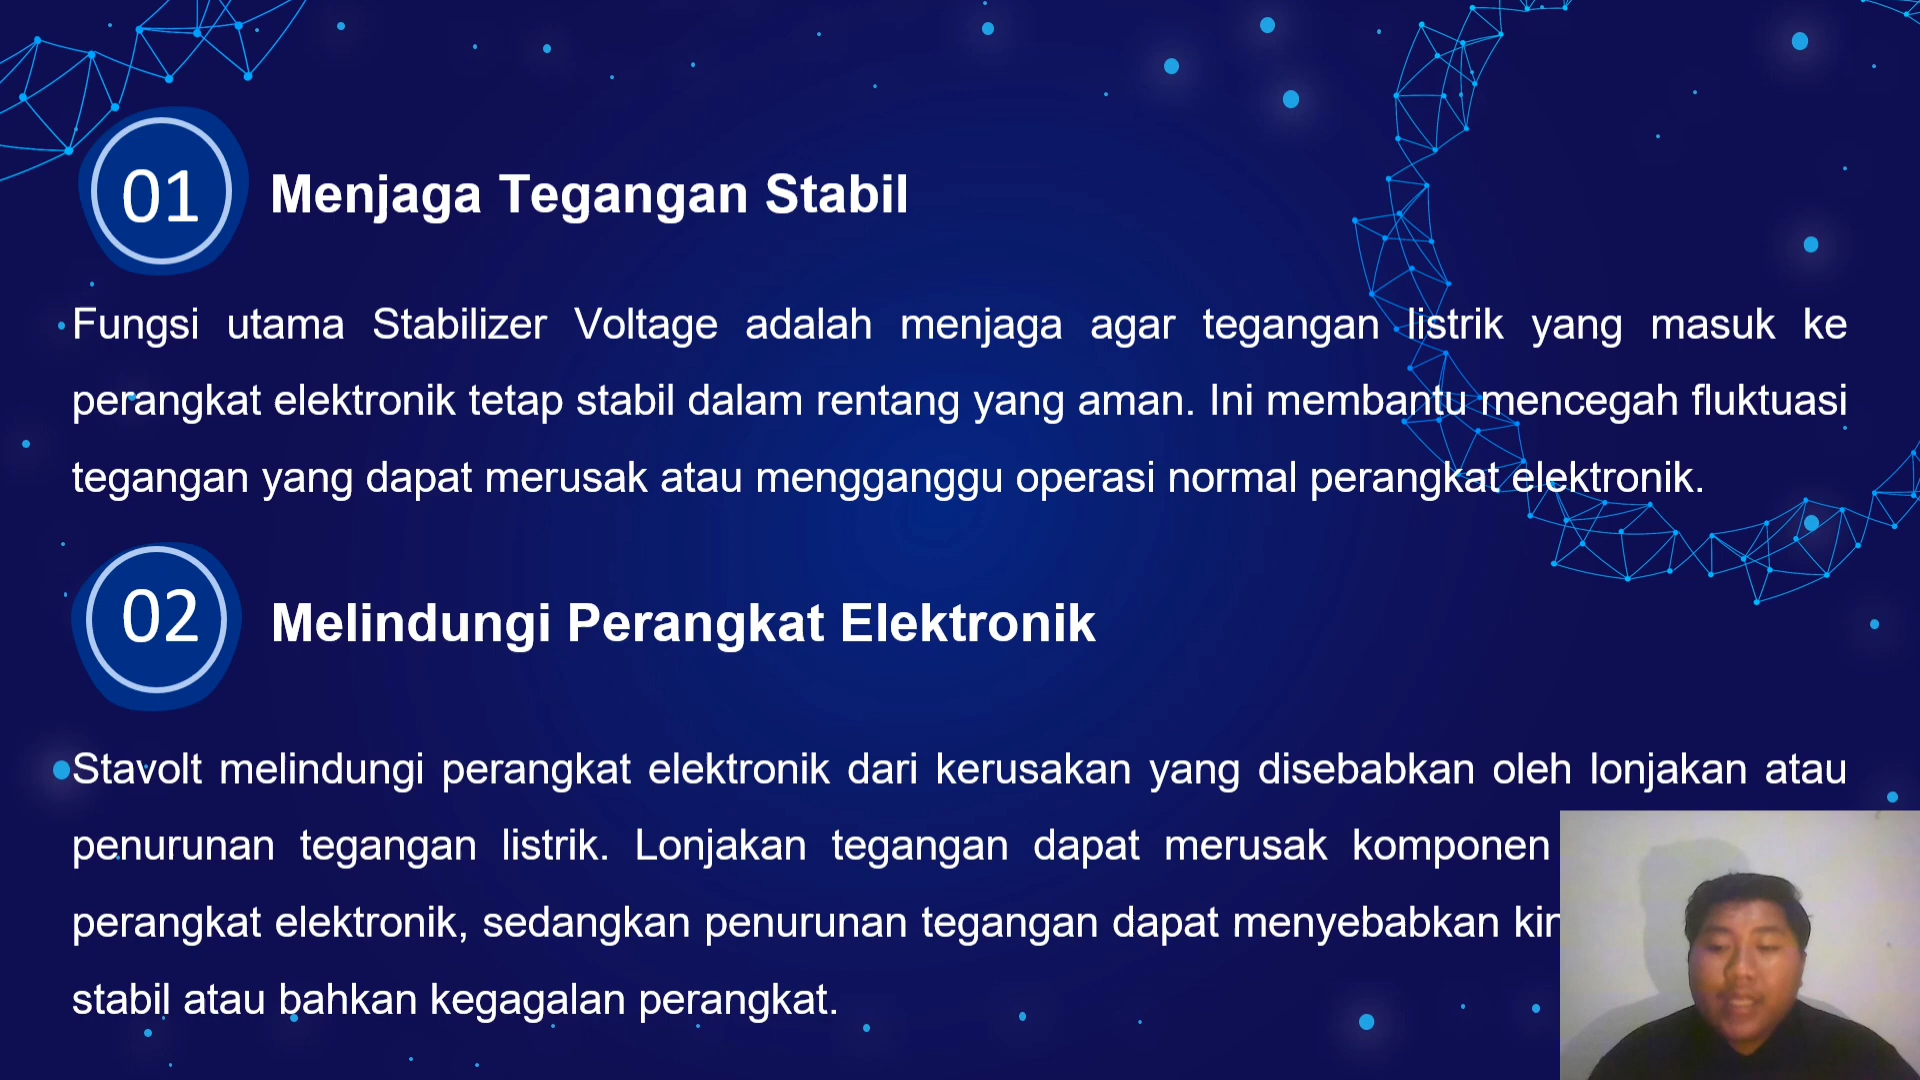 01
Menjaga Tegangan Stabil
Fungsi utama Stabilizer Voltage adalah menjaga agar tegangan listrik yang masuk ke
perangkat elektronik tetap stabil dalam rentang yang aman. Ini membantu mencegah fluktuasi
tegangan yang dapat merusak atau mengganggu operasi normal perangkat elektronik.
02
Melindungi Perangkat Elektronik
Stavolt melindungi perangkat elektronik dari kerusakan yang disebabkan oleh lonjakan atau
penurunan tegangan listrik. Lonjakan tegangan dapat merusak komponen
perangkat elektronik, sedangkan penurunan tegangan dapat menyebabkan
stabil atau bahkan kegagalan perangkat.